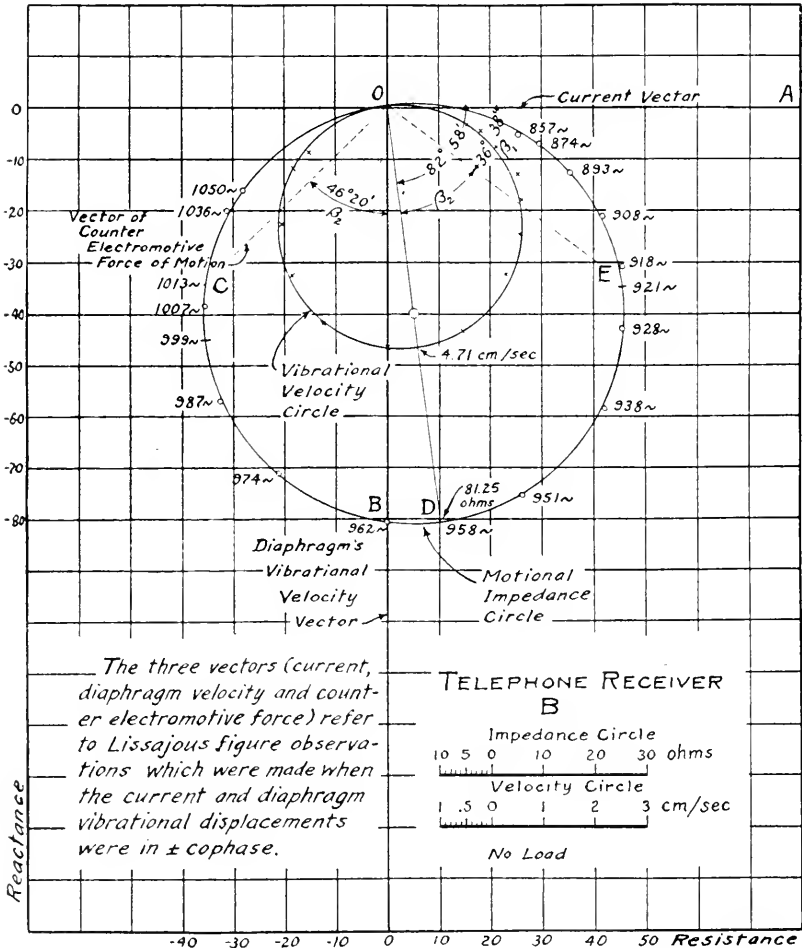 O
Current Vector
A
0
-10
-20
-30
-40
-50
-60
-70
-80
82° 58'
36° 38'
β₁
β₂
46°20'
β₂
857~
874~
893~
908~
918~
E
921~
928~
938~
951~
958~
962~
974~
987~
999~
1007~
1013~
C
1036~
1050~
Vector of
Counter
Electromotive
Force of Motion
Vibrational
Velocity
Circle
4.71 cm/sec
81.25
ohms
B
D
Diaphragm's
Vibrational
Velocity
Vector
Motional
Impedance
Circle
The three vectors (current,
diaphragm velocity and count-
er electromotive force) refer
to Lissajous figure observa-
tions which were made when
the current and diaphragm
vibrational displacements
were in ± cophase.
TELEPHONE RECEIVER
B
Impedance Circle
10 5 0 10 20 30 ohms
Velocity Circle
1 .5 0 1 2 3 cm/sec
No Load
Reactance
-40 -30 -20 -10 0 10 20 30 40 50 Resistance